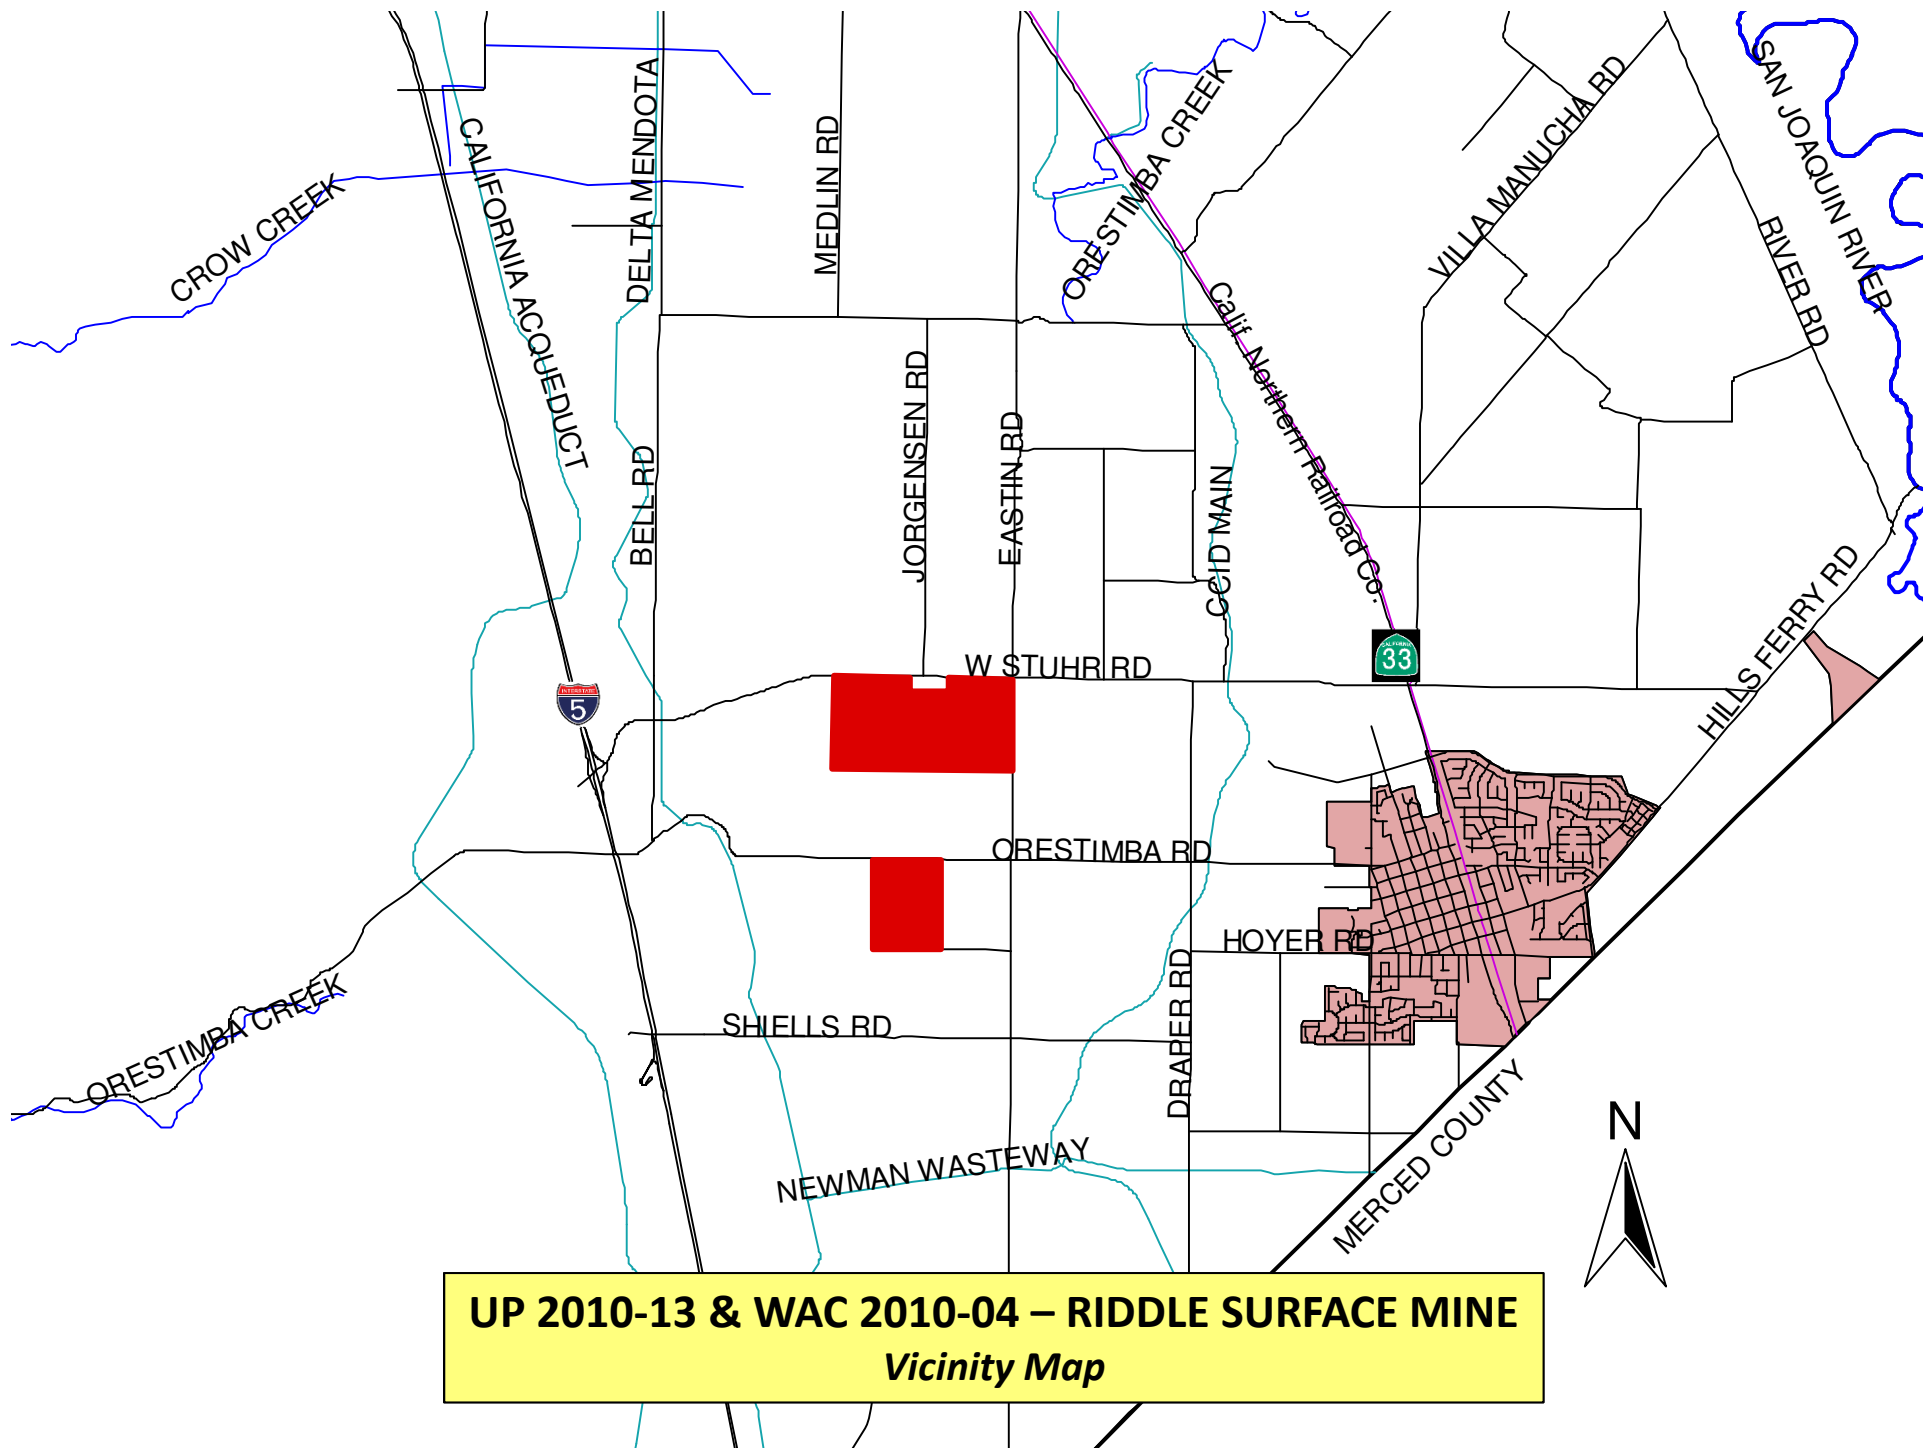 SAN JOAQUIN RIVER
VILLA MANUCHA RD
DELTA MENDOTA
ORESTIMBA CREEK
MEDLIN RD
CALIFORNIA ACQUEDUCT
CROW CREEK
RIVER RD
Calif. Northern Railroad Co.
JORGENSEN RD
EASTIN RD
BELL RD
CCID MAIN
HILLS FERRY RD
W STUHR RD
CALIFORNIA
33
INTERSTATE
5
ORESTIMBA RD
HOYER RD
DRAPER RD
ORESTIMBA CREEK
SHIELLS RD
MERCED COUNTY
NEWMAN WASTEWAY
N
UP 2010-13 & WAC 2010-04 – RIDDLE SURFACE MINE
Vicinity Map